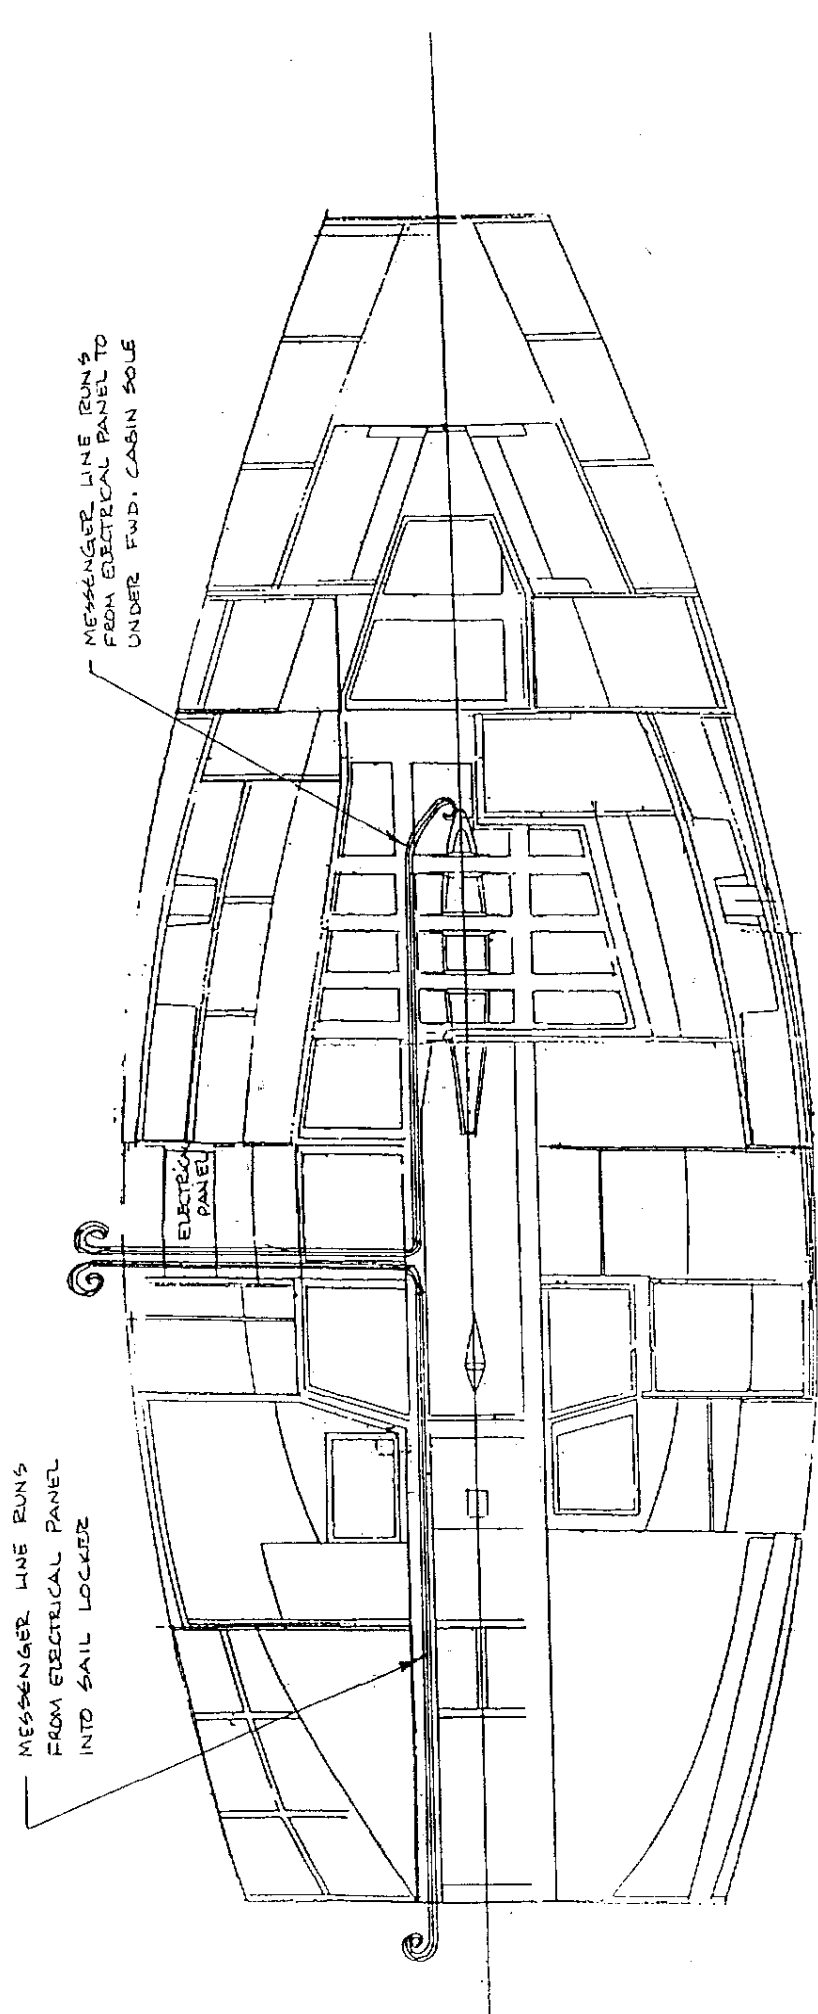 MESSENGER LINE RUNS
FROM ELECTRICAL PANEL TO
UNDER FWD. CABIN SOLE
ELECTRICAL
PANEL
MESSENGER LINE RUNS
FROM ELECTRICAL PANEL
INTO SAIL LOCKER